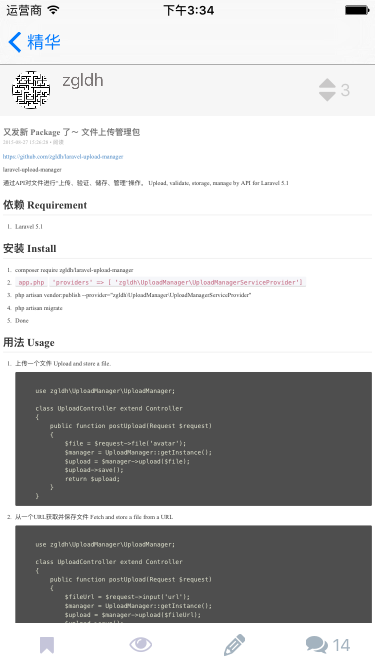 运营商 下午3:34
精华
zgldh
3
又发新 Package 了～ 文件上传管理包
https://github.com/zgldh/laravel-upload-manager
laravel-upload-manager
通过API对文件进行“上传、验证、储存、管理”操作。 Upload, validate, storage, manage by API for Laravel 5.1
依赖 Requirement
1. Laravel 5.1
安装 Install
1. composer require zgldh/laravel-upload-manager
2. app.php 'providers' => [ 'zgldh\UploadManager\UploadManagerServiceProvider']
3. php artisan vender:publish --provider="zgldh\UploadManager\UploadManagerServiceProvider"
4. php artisan migrate
5. Done
用法 Usage
1. 上传一个文件 Upload and store a file.
use zgldh\UploadManager\UploadManager;
class UploadController extend Controller
{
public function postUpload(Request $request)
{
$file = $request->file('avatar');
$manager = UploadManager::getInstance();
$upload = $manager->upload($file);
$upload->save();
return $upload;
}
}
2. 从一个URL获取并保存文件 Fetch and store a file from a URL
use zgldh\UploadManager\UploadManager;
class UploadController extend Controller
{
public function postUpload(Request $request)
{
$fileUrl = $request->input('url');
$manager = UploadManager::getInstance();
$upload = $manager->upload($fileUrl);
14